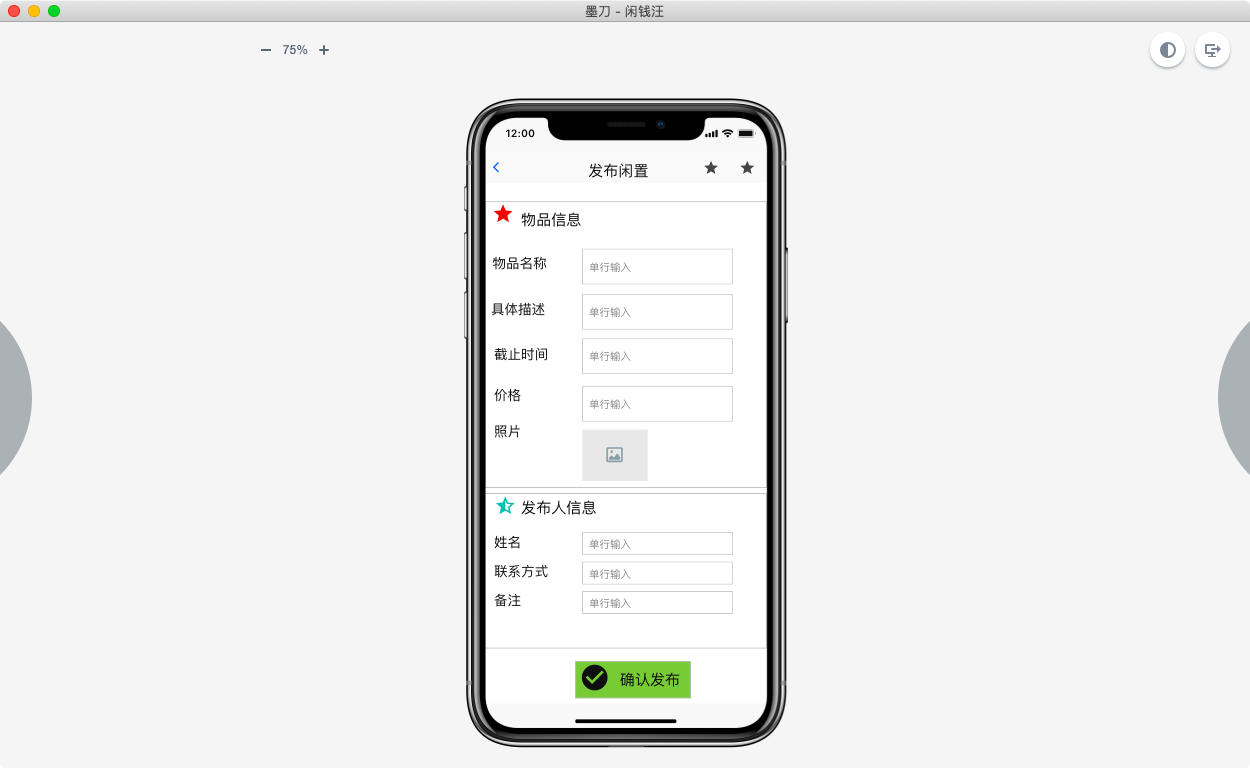 墨刀 - 闲钱汪
75%
12:00
发布闲置
物品信息
物品名称 单行输入
具体描述 单行输入
截止时间 单行输入
价格 单行输入
照片
发布人信息
姓名 单行输入
联系方式 单行输入
备注 单行输入
确认发布